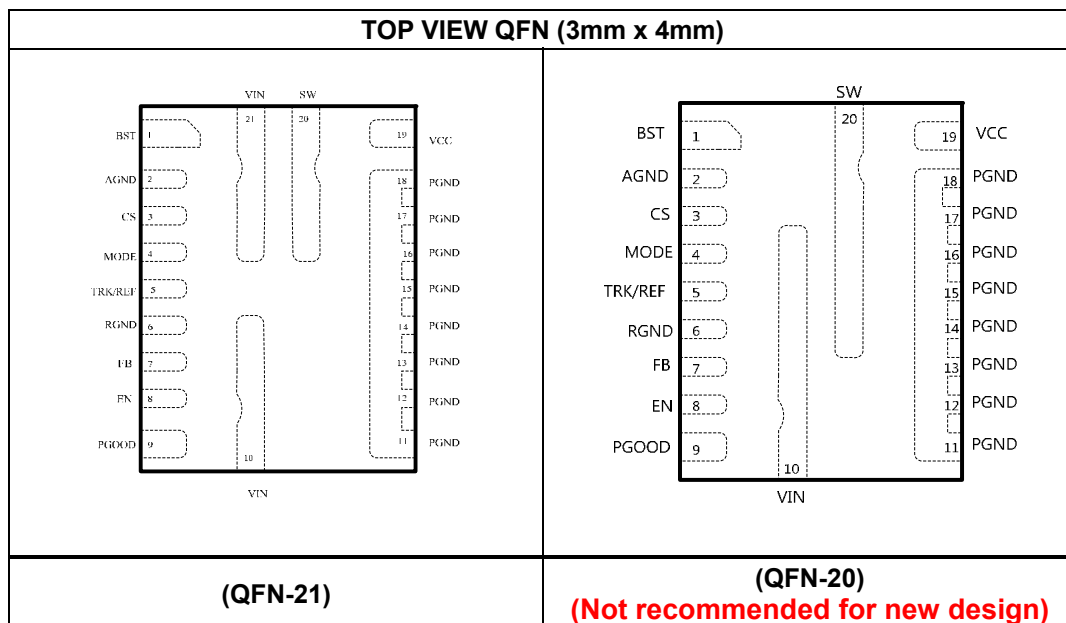 TOP VIEW QFN (3mm x 4mm)
VIN SW
21 20
BST 1 19 VCC
AGND 2 18 PGND
CS 3 17 PGND
MODE 4 16 PGND
TRK/REF 5 15 PGND
RGND 6 14 PGND
FB 7 13 PGND
EN 8 12 PGND
PGOOD 9 11 PGND
10
VIN
(QFN-21)
SW
20
BST 1 19 VCC
AGND 2 18 PGND
CS 3 17 PGND
MODE 4 16 PGND
TRK/REF 5 15 PGND
RGND 6 14 PGND
FB 7 13 PGND
EN 8 12 PGND
PGOOD 9 11 PGND
10
VIN
(QFN-20)
(Not recommended for new design)